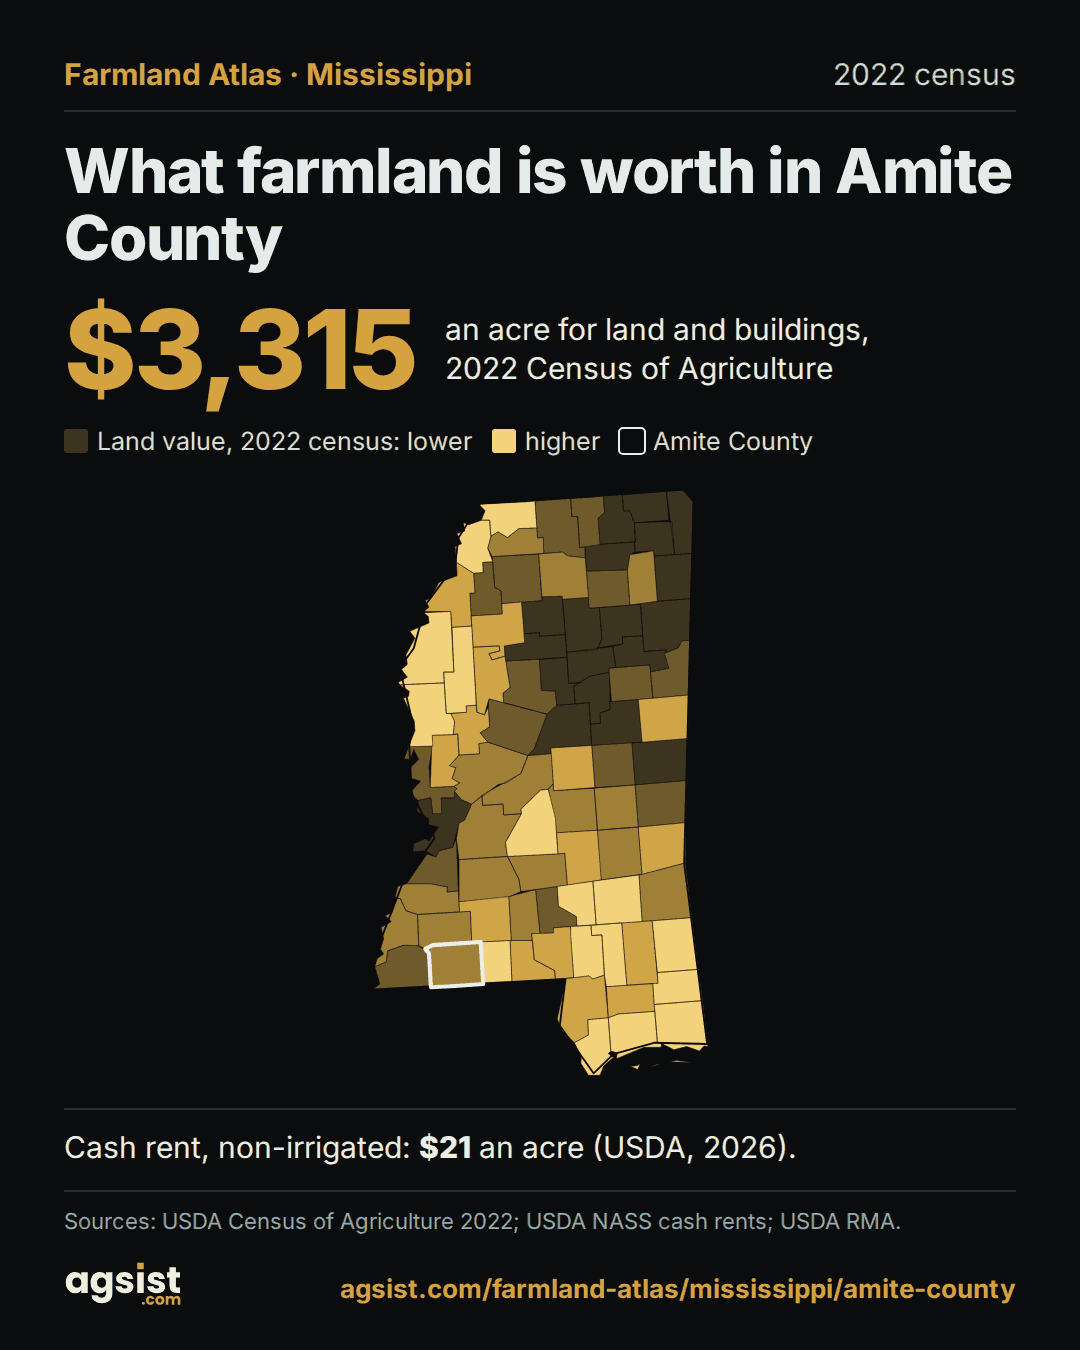 Farmland Atlas · Mississippi
2022 census
What farmland is worth in Amite
County
$3,315
an acre for land and buildings,
2022 Census of Agriculture
Land value, 2022 census: lower
higher
Amite County
Cash rent, non-irrigated: $21 an acre (USDA, 2026).
Sources: USDA Census of Agriculture 2022; USDA NASS cash rents; USDA RMA.
agsist
.com
agsist.com/farmland-atlas/mississippi/amite-county